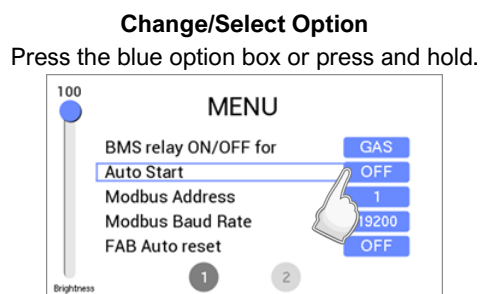 Change/Select Option
Press the blue option box or press and hold.
100
MENU
BMS relay ON/OFF for GAS
Auto Start OFF
Modbus Address 1
Modbus Baud Rate 19200
FAB Auto reset OFF
1 2
Brightness